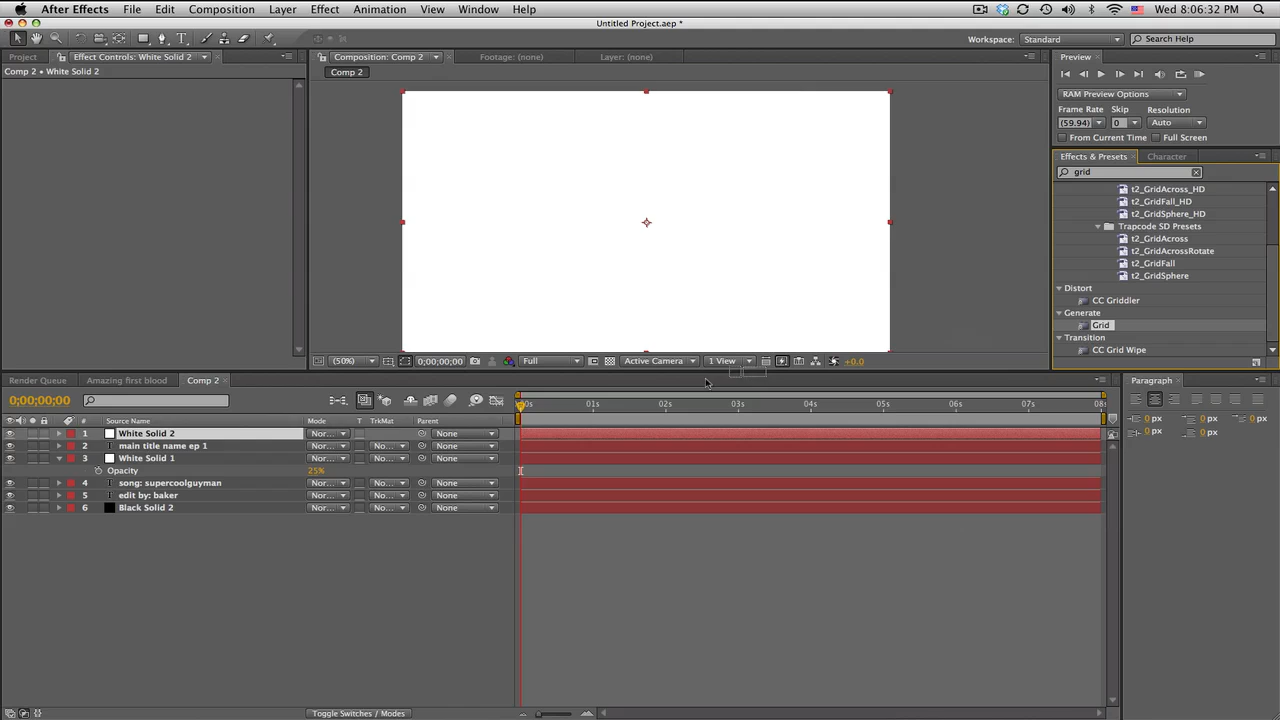 After Effects File Edit Composition Layer Effect Animation View Window Help Wed 8:06:32 PM
Untitled Project.aep *
Workspace: Standard Search Help
Project Effect Controls: White Solid 2 Composition: Comp 2 Footage: (none) Layer: (none) Preview
Comp 2 • White Solid 2 Comp 2
RAM Preview Options
Frame Rate Skip Resolution
(59.94) 0 Auto
From Current Time Full Screen
Effects & Presets Character
grid
t2_GridAcross_HD
t2_GridFall_HD
t2_GridSphere_HD
Trapcode SD Presets
t2_GridAcross
t2_GridAcrossRotate
t2_GridFall
t2_GridSphere
Distort
CC Griddler
Generate
Grid
Transition
CC Grid Wipe
(50%) 0;00;00;00 Full Active Camera 1 View +0.0
Render Queue Amazing first blood Comp 2 Paragraph
0;00;00;00 00s 01s 02s 03s 04s 05s 06s 07s 08s
# Source Name Mode T TrkMat Parent
0 px 0 px 0 px
0 px 0 px
1 White Solid 2 Nor... None
2 main title name ep 1 Nor... No... None
3 White Solid 1 Nor... No... None
Opacity 25%
4 song: supercoolguyman Nor... No... None
5 edit by: baker Nor... No... None
6 Black Solid 2 Nor... No... None
Toggle Switches / Modes